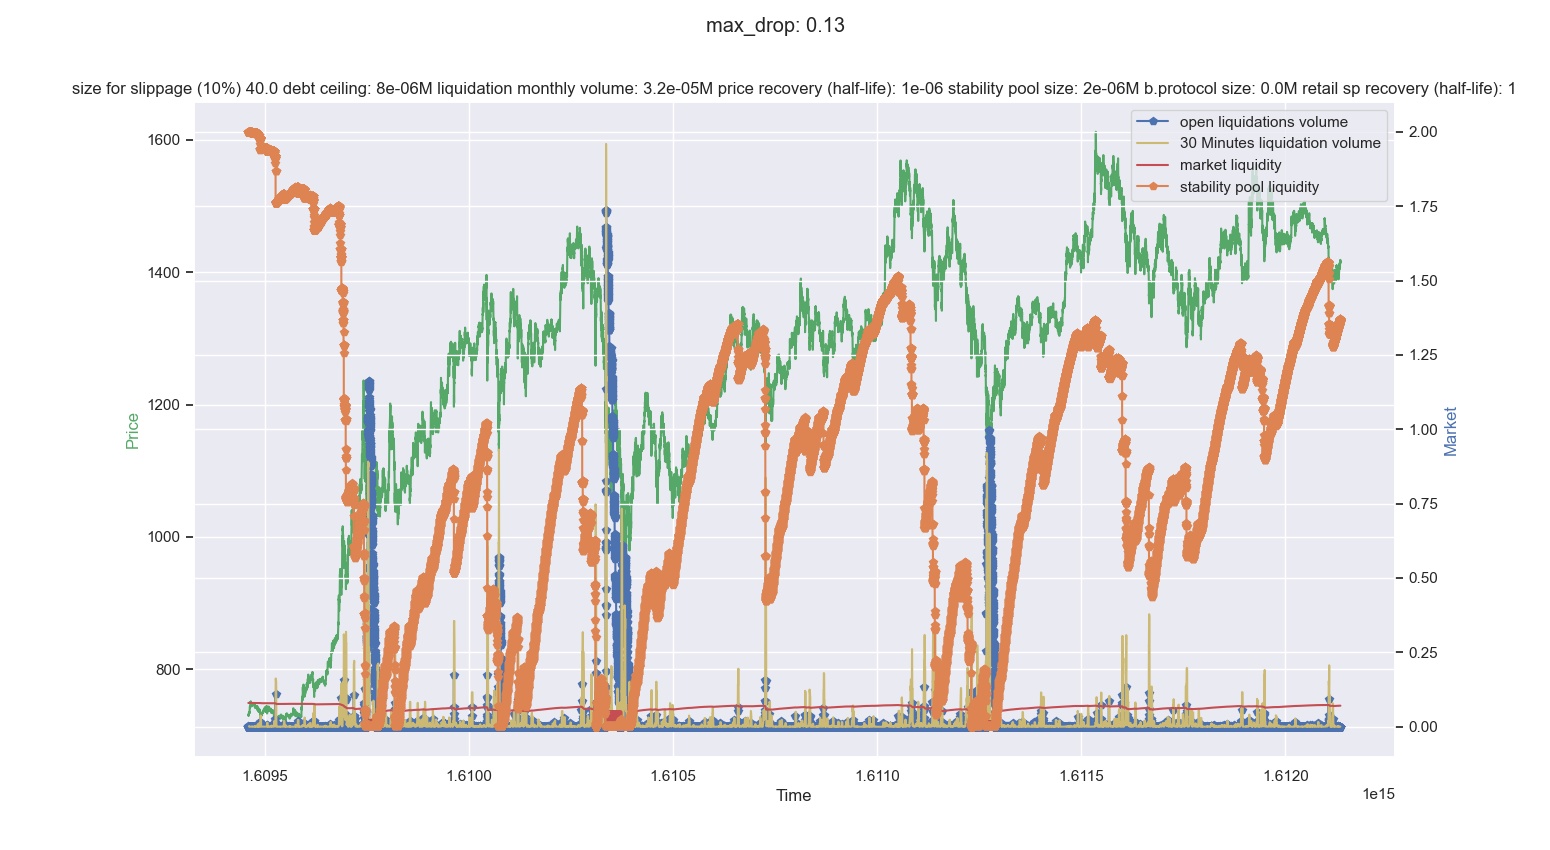 max_drop: 0.13
size for slippage (10%) 40.0 debt ceiling: 8e-06M liquidation monthly volume: 3.2e-05M price recovery (half-life): 1e-06 stability pool size: 2e-06M b.protocol size: 0.0M retail sp recovery (half-life): 1
open liquidations volume
30 Minutes liquidation volume
market liquidity
stability pool liquidity
1600
1400
1200
1000
800
Price
2.00
1.75
1.50
1.25
1.00
0.75
0.50
0.25
0.00
Market
1.6095 1.6100 1.6105 1.6110 1.6115 1.6120
Time
1e15